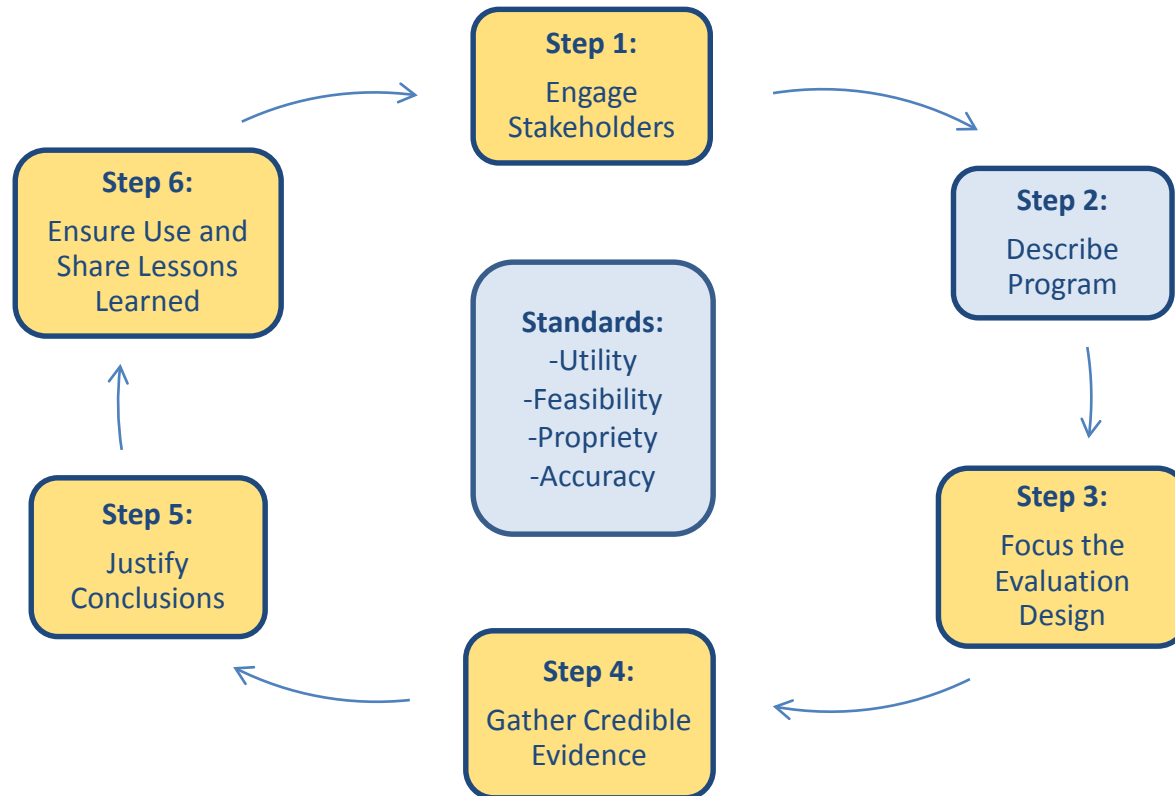 Step 1:
Engage
Stakeholders
Step 2:
Describe
Program
Step 3:
Focus the
Evaluation
Design
Step 4:
Gather Credible
Evidence
Step 5:
Justify
Conclusions
Step 6:
Ensure Use and
Share Lessons
Learned
Standards:
-Utility
-Feasibility
-Propriety
-Accuracy